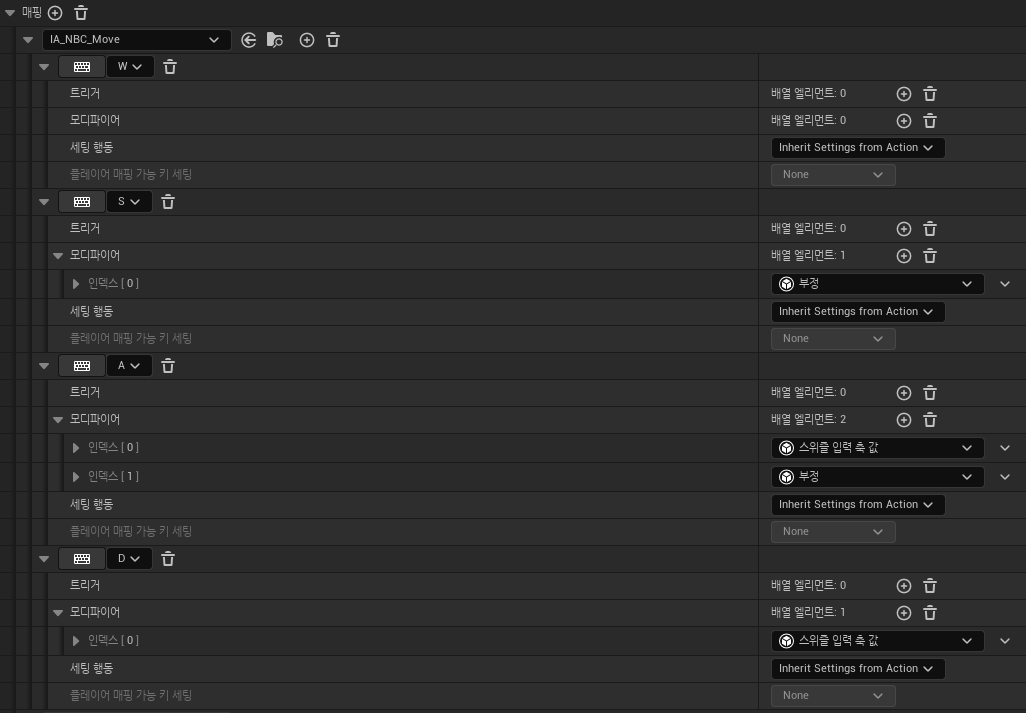 매핑
IA_NBC_Move
W
트리거 배열 엘리먼트: 0
모디파이어 배열 엘리먼트: 0
세팅 행동 Inherit Settings from Action
플레이어 매핑 가능 키 세팅 None
S
트리거 배열 엘리먼트: 0
모디파이어 배열 엘리먼트: 1
인덱스 [ 0 ] 부정
세팅 행동 Inherit Settings from Action
플레이어 매핑 가능 키 세팅 None
A
트리거 배열 엘리먼트: 0
모디파이어 배열 엘리먼트: 2
인덱스 [ 0 ] 스위즐 입력 축 값
인덱스 [ 1 ] 부정
세팅 행동 Inherit Settings from Action
플레이어 매핑 가능 키 세팅 None
D
트리거 배열 엘리먼트: 0
모디파이어 배열 엘리먼트: 1
인덱스 [ 0 ] 스위즐 입력 축 값
세팅 행동 Inherit Settings from Action
플레이어 매핑 가능 키 세팅 None